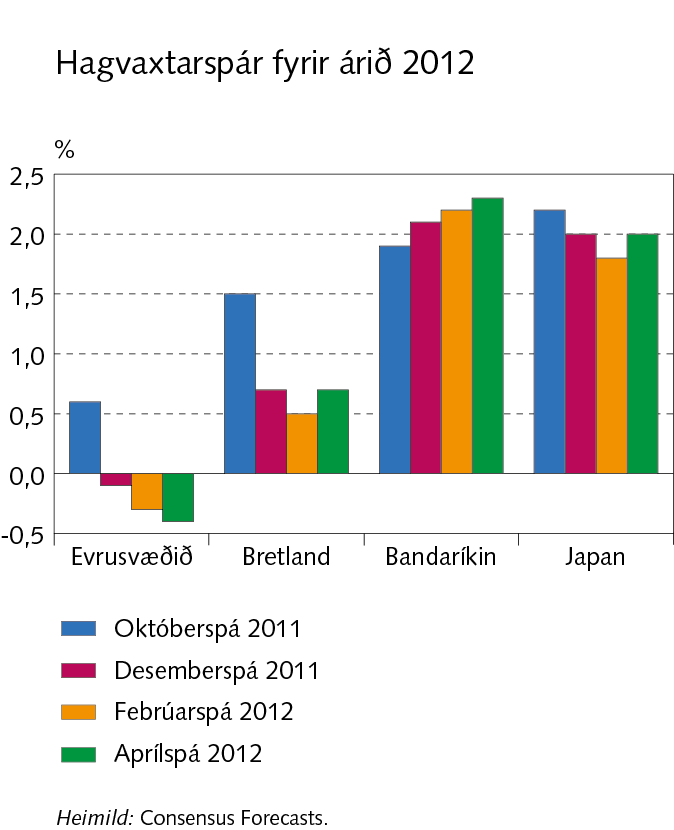 Hagvaxtarspár fyrir árið 2012
%
2,5
2,0
1,5
1,0
0,5
0,0
-0,5
Evrusvæðið Bretland Bandaríkin Japan
Októberspá 2011
Desemberspá 2011
Febrúarspá 2012
Aprílspá 2012
Heimild: Consensus Forecasts.